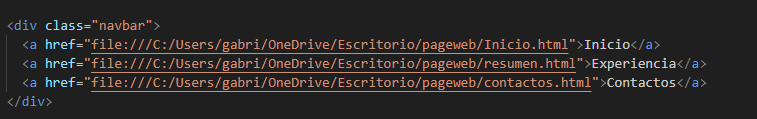 <div class="navbar">
<a href="file:///C:/Users/gabri/OneDrive/Escritorio/pageweb/Inicio.html">Inicio</a>
<a href="file:///C:/Users/gabri/OneDrive/Escritorio/pageweb/resumen.html">Experiencia</a>
<a href="file:///C:/Users/gabri/OneDrive/Escritorio/pageweb/contactos.html">Contactos</a>
</div>